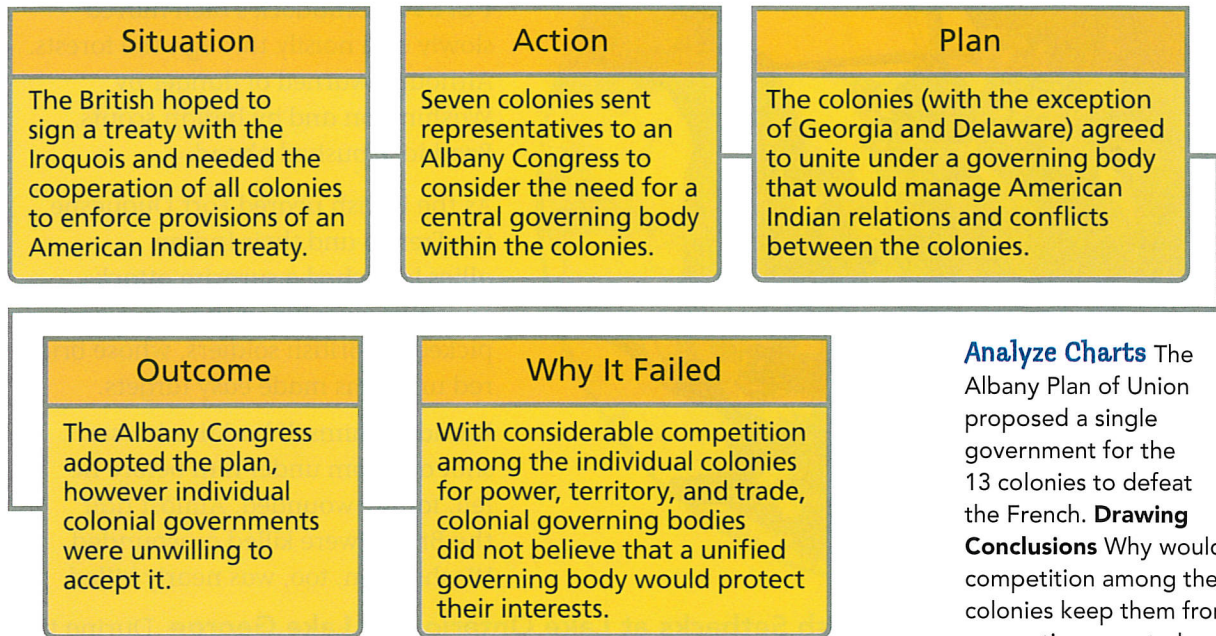 Situation
The British hoped to
sign a treaty with the
Iroquois and needed the
cooperation of all colonies
to enforce provisions of an
American Indian treaty.
Action
Seven colonies sent
representatives to an
Albany Congress to
consider the need for a
central governing body
within the colonies.
Plan
The colonies (with the exception
of Georgia and Delaware) agreed
to unite under a governing body
that would manage American
Indian relations and conflicts
between the colonies.
Outcome
The Albany Congress
adopted the plan,
however individual
colonial governments
were unwilling to
accept it.
Why It Failed
With considerable competition
among the individual colonies
for power, territory, and trade,
colonial governing bodies
did not believe that a unified
governing body would protect
their interests.
Analyze Charts The
Albany Plan of Union
proposed a single
government for the
13 colonies to defeat
the French. Drawing
Conclusions Why would
competition among the
colonies keep them from